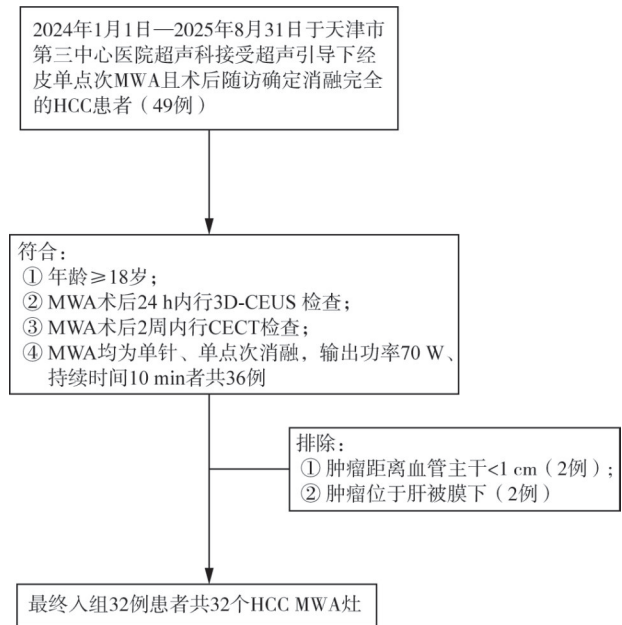 2024年1月1日—2025年8月31日于天津市
第三中心医院超声科接受超声引导下经
皮单点次MWA且术后随访确定消融完全
的HCC患者（49例）
符合：
① 年龄≥18岁；
② MWA术后24 h内行3D-CEUS 检查；
③ MWA术后2周内行CECT检查；
④ MWA均为单针、单点次消融，输出功率70 W、
持续时间10 min者共36例
排除：
① 肿瘤距离血管主干<1 cm（2例）；
② 肿瘤位于肝被膜下（2例）
最终入组32例患者共32个HCC MWA灶